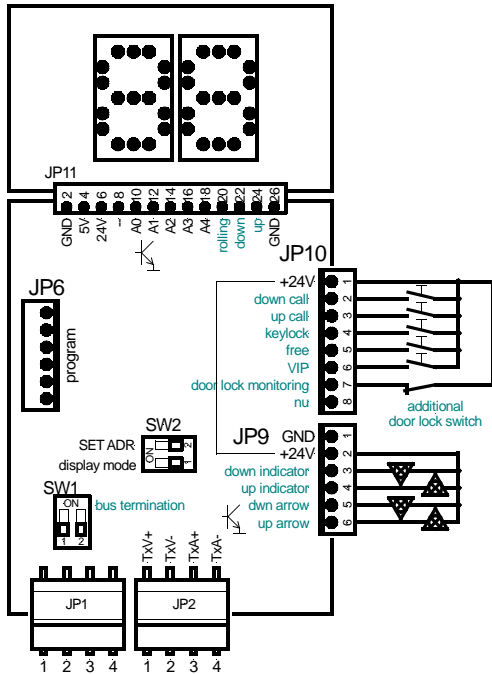 JP11
2 4 6 8 10 12 14 16 18 20 22 24 26
GND 5V 24V -- A0 A1 A2 A3 A4 rolling down up GND
JP10
+24V 1
down call 2
up call 3
keylock 4
free 5
VIP 6
door lock monitoring 7
nu 8
additional
door lock switch
JP6
program
JP9
GND 1
+24V 2
down indicator 3
up indicator 4
dwn arrow 5
up arrow 6
SW2
SET ADR
display mode
ON
2
1
SW1
bus termination
ON
1 2
TxV+ TxV- TxA+ TxA-
JP1
JP2
1 2 3 4
1 2 3 4